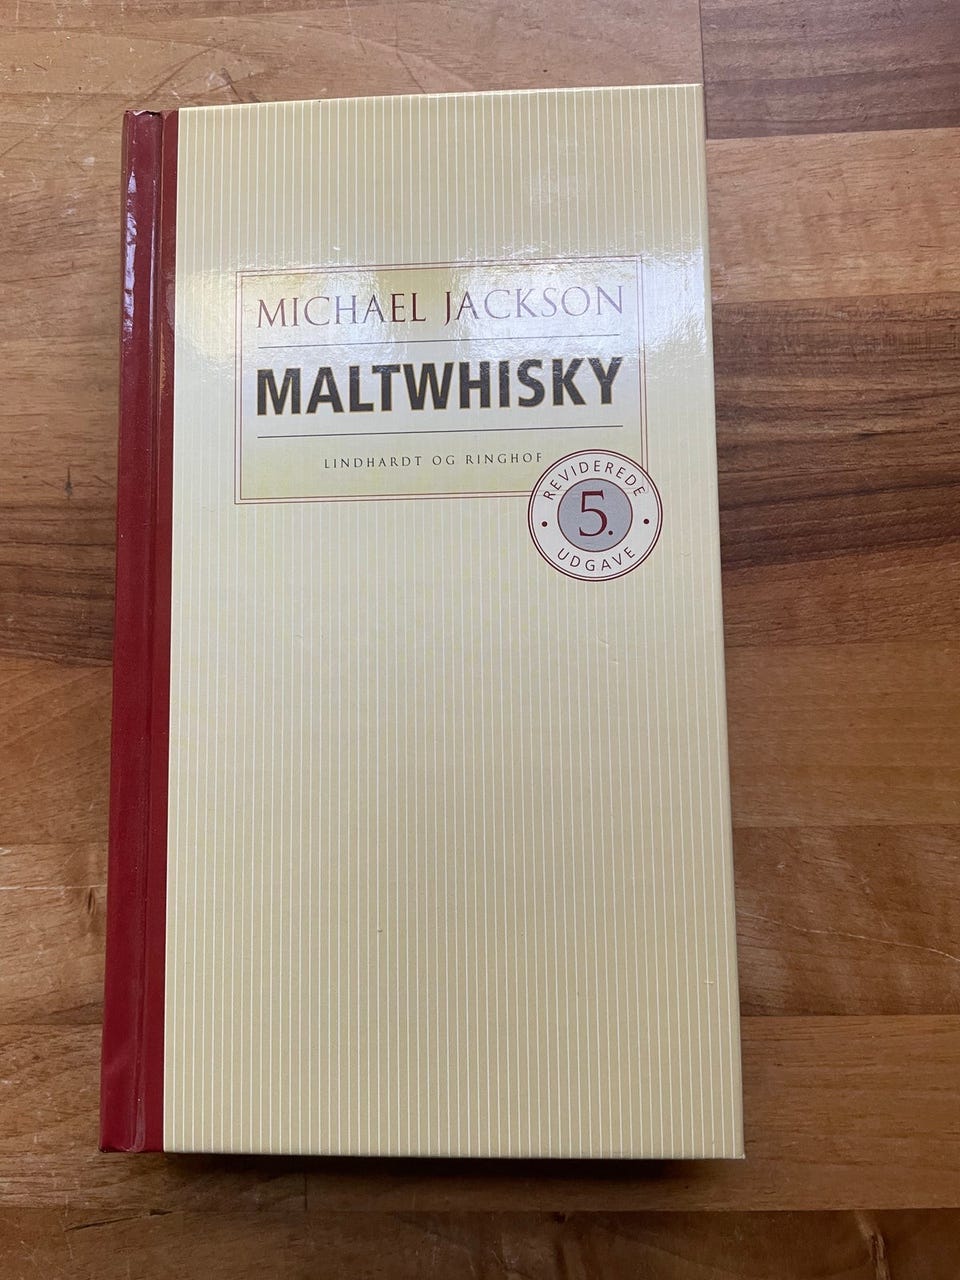 MICHAEL JACKSON
MALTWHISKY
LINDHARDT OG RINGHOF
REVIDEREDE
5.
UDGAVE